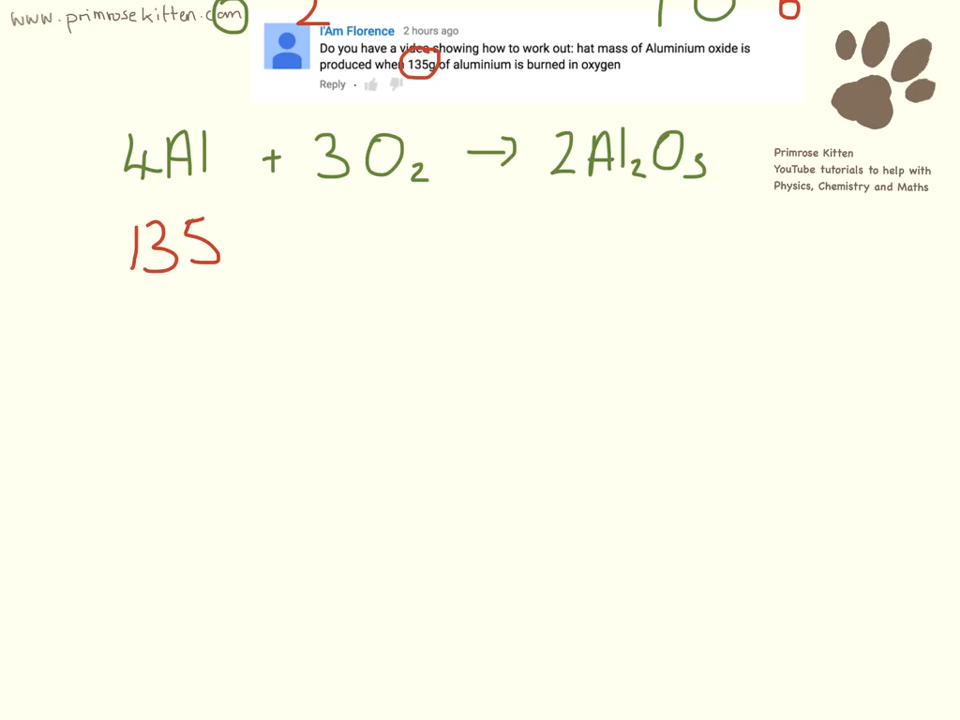 www.primrosekitten.com
I'Am Florence 2 hours ago
Do you have a video showing how to work out: hat mass of Aluminium oxide is
produced when 135g of aluminium is burned in oxygen
Reply
4Al + 3O₂ → 2Al₂O₃
Primrose Kitten
YouTube tutorials to help with
Physics, Chemistry and Maths
135